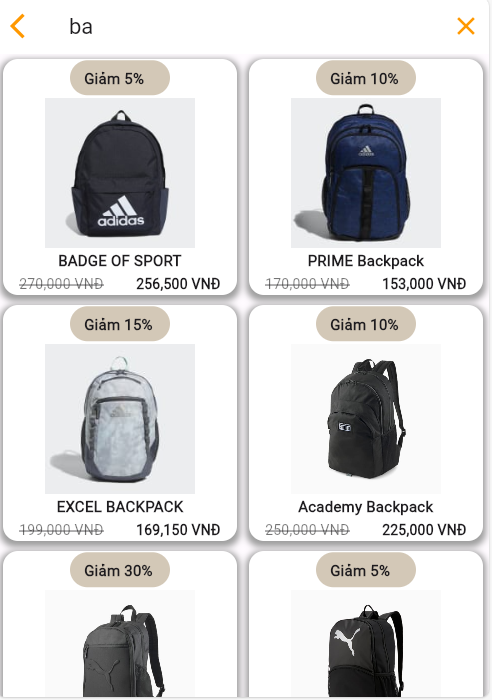 ba
Giảm 5%
Giảm 10%
adidas
BADGE OF SPORT
PRIME Backpack
270,000 VNĐ 256,500 VNĐ
170,000 VNĐ 153,000 VNĐ
Giảm 15%
Giảm 10%
EXCEL BACKPACK
Academy Backpack
199,000 VNĐ 169,150 VNĐ
250,000 VNĐ 225,000 VNĐ
Giảm 30%
Giảm 5%